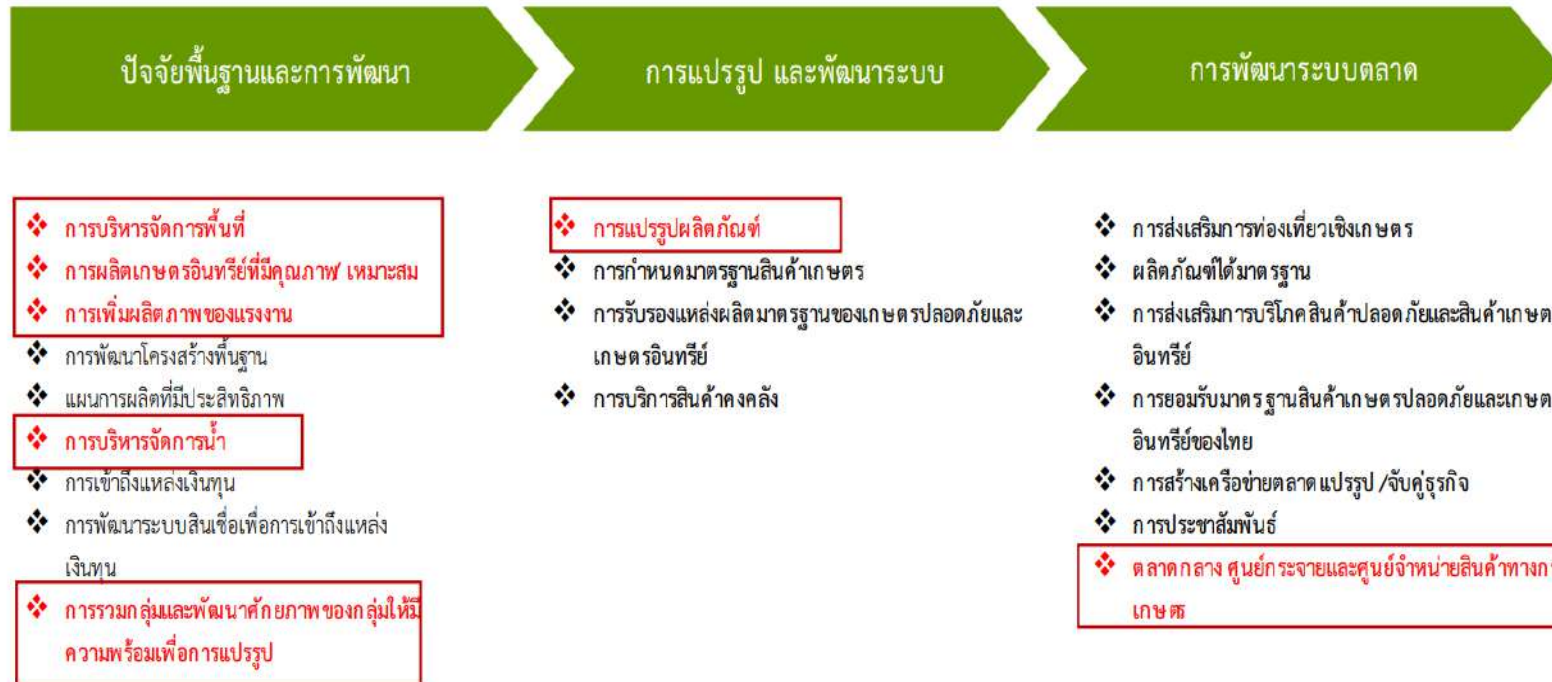 ปัจจัยพื้นฐานและการพัฒนา
การแปรรูป และพัฒนาระบบ
การพัฒนาระบบตลาด
❖ การบริหารจัดการพื้นที่
❖ การผลิตเกษตรอินทรีย์ที่มีคุณภาพ/ เหมาะสม
❖ การเพิ่มผลิตภาพของแรงงาน
❖ การพัฒนาโครงสร้างพื้นฐาน
❖ แผนการผลิตที่มีประสิทธิภาพ
❖ การบริหารจัดการน้ำ
❖ การเข้าถึงแหล่งเงินทุน
❖ การพัฒนาระบบสินเชื่อเพื่อการเข้าถึงแหล่ง
เงินทุน
❖ การรวมกลุ่มและพัฒนาศักยภาพของกลุ่มให้มี
ความพร้อมเพื่อการแปรรูป
❖ การแปรรูปผลิตภัณฑ์
❖ การกำหนดมาตรฐานสินค้าเกษตร
❖ การรับรองแหล่งผลิตมาตรฐานของเกษตรปลอดภัยและ
เกษตรอินทรีย์
❖ การบริการสินค้าคงคลัง
❖ การส่งเสริมการท่องเที่ยวเชิงเกษตร
❖ ผลิตภัณฑ์ได้มาตรฐาน
❖ การส่งเสริมการบริโภคสินค้าปลอดภัยและสินค้าเกษต
อินทรีย์
❖ การยอมรับมาตรฐานสินค้าเกษตรปลอดภัยและเกษต
อินทรีย์ของไทย
❖ การสร้างเครือข่ายตลาดแปรรูป /จับคู่ธุรกิจ
❖ การประชาสัมพันธ์
❖ ตลาดกลาง ศูนย์กระจายและศูนย์จำหน่ายสินค้าทางก
เกษตร